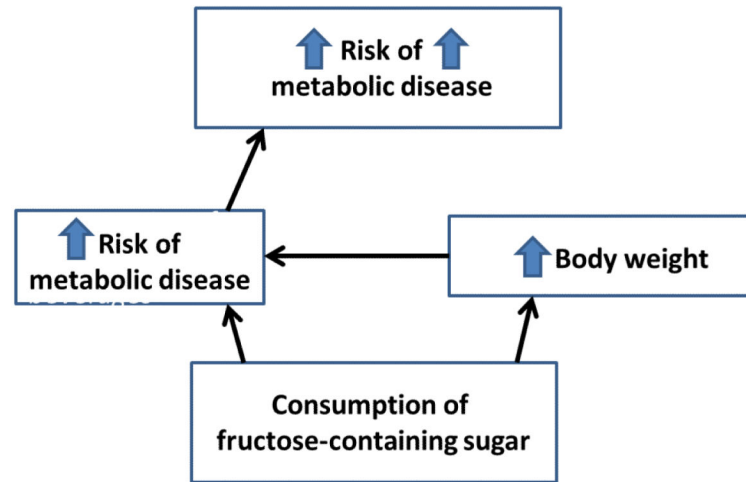 Risk of
metabolic disease
Risk of
metabolic disease
Body weight
Consumption of
fructose-containing sugar